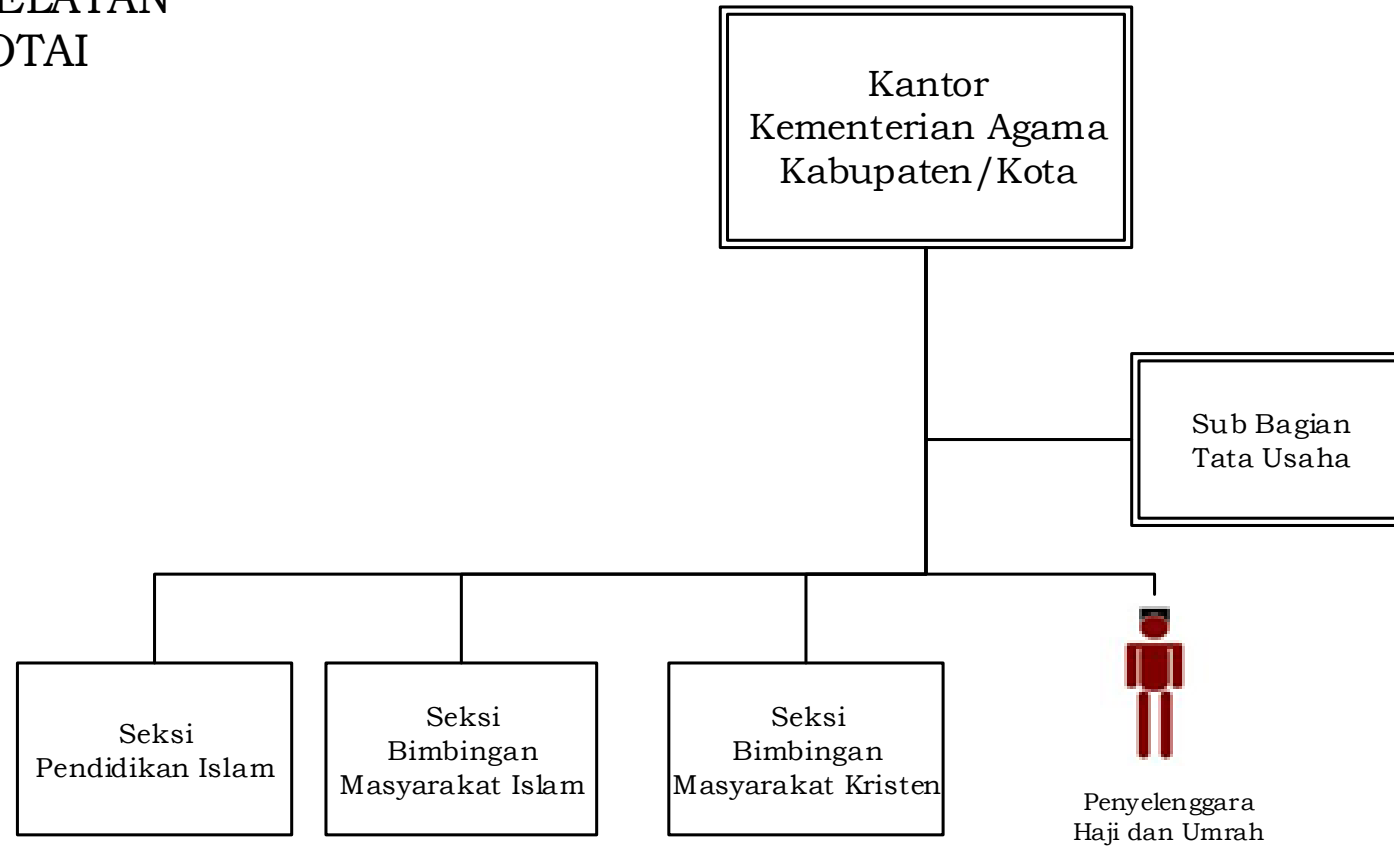 ELATAN
OTAI
Kantor
Kementerian Agama
Kabupaten/Kota
Sub Bagian
Tata Usaha
Seksi
Pendidikan Islam
Seksi
Bimbingan
Masyarakat Islam
Seksi
Bimbingan
Masyarakat Kristen
Penyelenggara
Haji dan Umrah